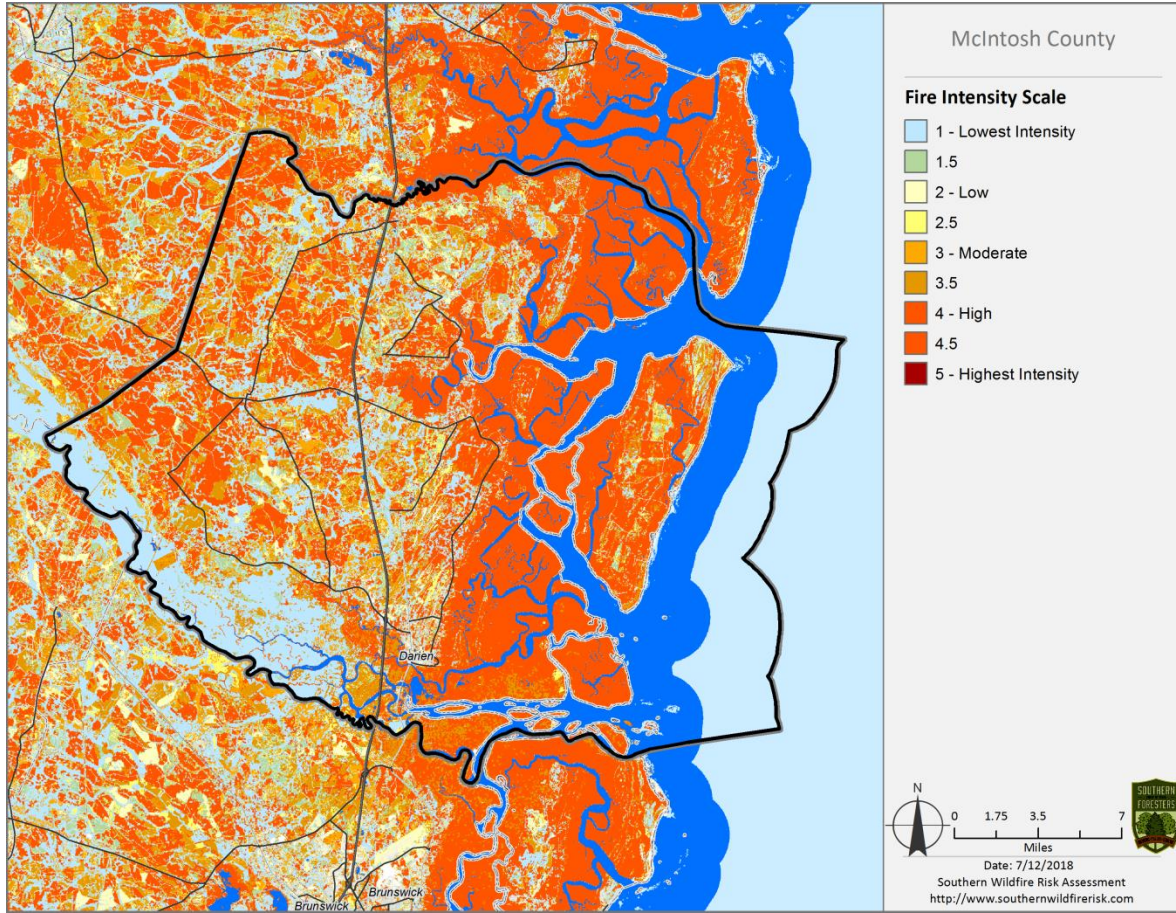 McIntosh County
Fire Intensity Scale
1 - Lowest Intensity
1.5
2 - Low
2.5
3 - Moderate
3.5
4 - High
4.5
5 - Highest Intensity
Darien
Brunswick
Brunswick
N
0 1.75 3.5 7
Miles
Date: 7/12/2018
Southern Wildfire Risk Assessment
http://www.southernwildfirerisk.com
SOUTHERN
FORESTERS